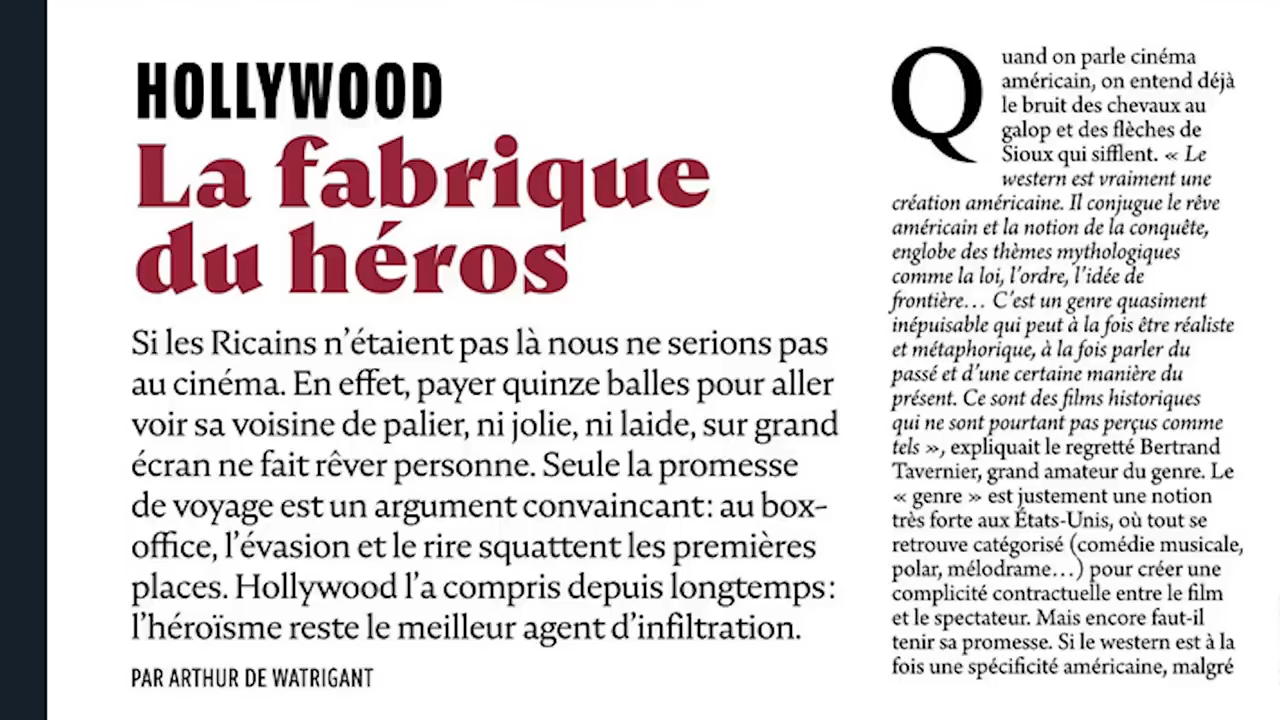 HOLLYWOOD
La fabrique
du héros
Si les Ricains n’étaient pas là nous ne serions pas
au cinéma. En effet, payer quinze balles pour aller
voir sa voisine de palier, ni jolie, ni laide, sur grand
écran ne fait rêver personne. Seule la promesse
de voyage est un argument convaincant : au box-
office, l’évasion et le rire squattent les premières
places. Hollywood l’a compris depuis longtemps :
l’héroïsme reste le meilleur agent d’infiltration.
PAR ARTHUR DE WATRIGANT
Quand on parle cinéma
américain, on entend déjà
le bruit des chevaux au
galop et des flèches de
Sioux qui sifflent. « Le
western est vraiment une
création américaine. Il conjugue le rêve
américain et la notion de la conquête,
englobe des thèmes mythologiques
comme la loi, l’ordre, l’idée de
frontière… C’est un genre quasiment
inépuisable qui peut à la fois être réaliste
et métaphorique, à la fois parler du
passé et d’une certaine manière du
présent. Ce sont des films historiques
qui ne sont pourtant pas perçus comme
tels », expliquait le regretté Bertrand
Tavernier, grand amateur du genre. Le
« genre » est justement une notion
très forte aux États-Unis, où tout se
retrouve catégorisé (comédie musicale,
polar, mélodrame…) pour créer une
complicité contractuelle entre le film
et le spectateur. Mais encore faut-il
tenir sa promesse. Si le western est à la
fois une spécificité américaine, malgré